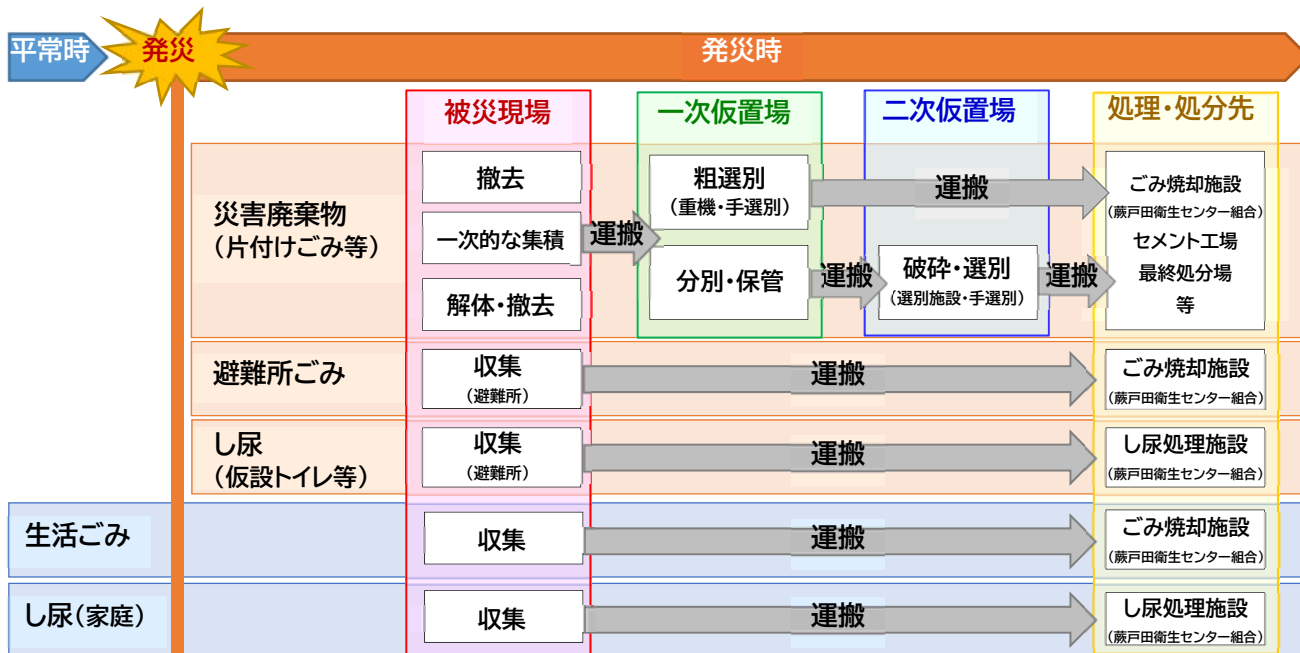 平常時
発災
発災時
被災現場
一次仮置場
二次仮置場
処理・処分先
災害廃棄物
(片付けごみ等)
撤去
一次的な集積
解体・撤去
運搬
粗選別
(重機・手選別)
分別・保管
運搬
運搬
破砕・選別
(選別施設・手選別)
運搬
ごみ焼却施設
(蕨戸田衛生センター組合)
セメント工場
最終処分場
等
避難所ごみ
収集
(避難所)
運搬
ごみ焼却施設
(蕨戸田衛生センター組合)
し尿
(仮設トイレ等)
収集
(避難所)
運搬
し尿処理施設
(蕨戸田衛生センター組合)
生活ごみ
収集
運搬
ごみ焼却施設
(蕨戸田衛生センター組合)
し尿(家庭)
収集
運搬
し尿処理施設
(蕨戸田衛生センター組合)